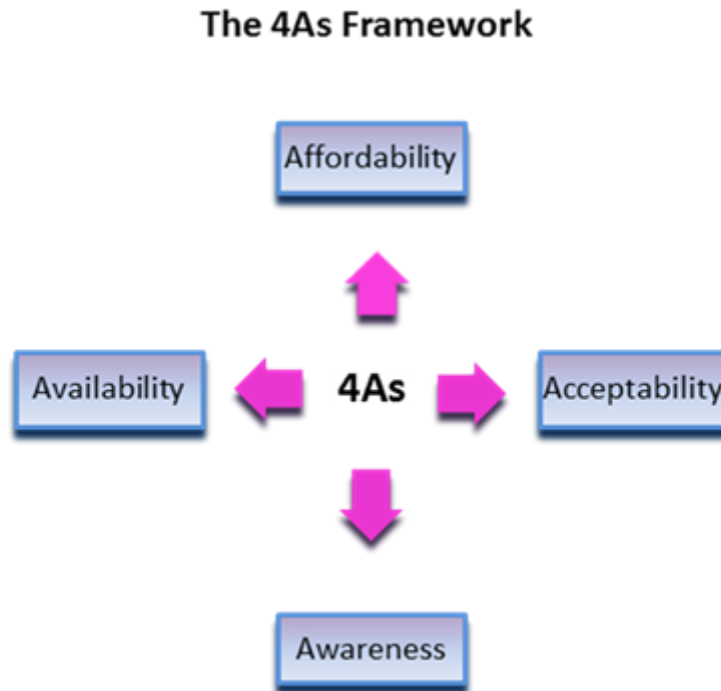 The 4As Framework
Affordability
Availability
4As
Acceptability
Awareness